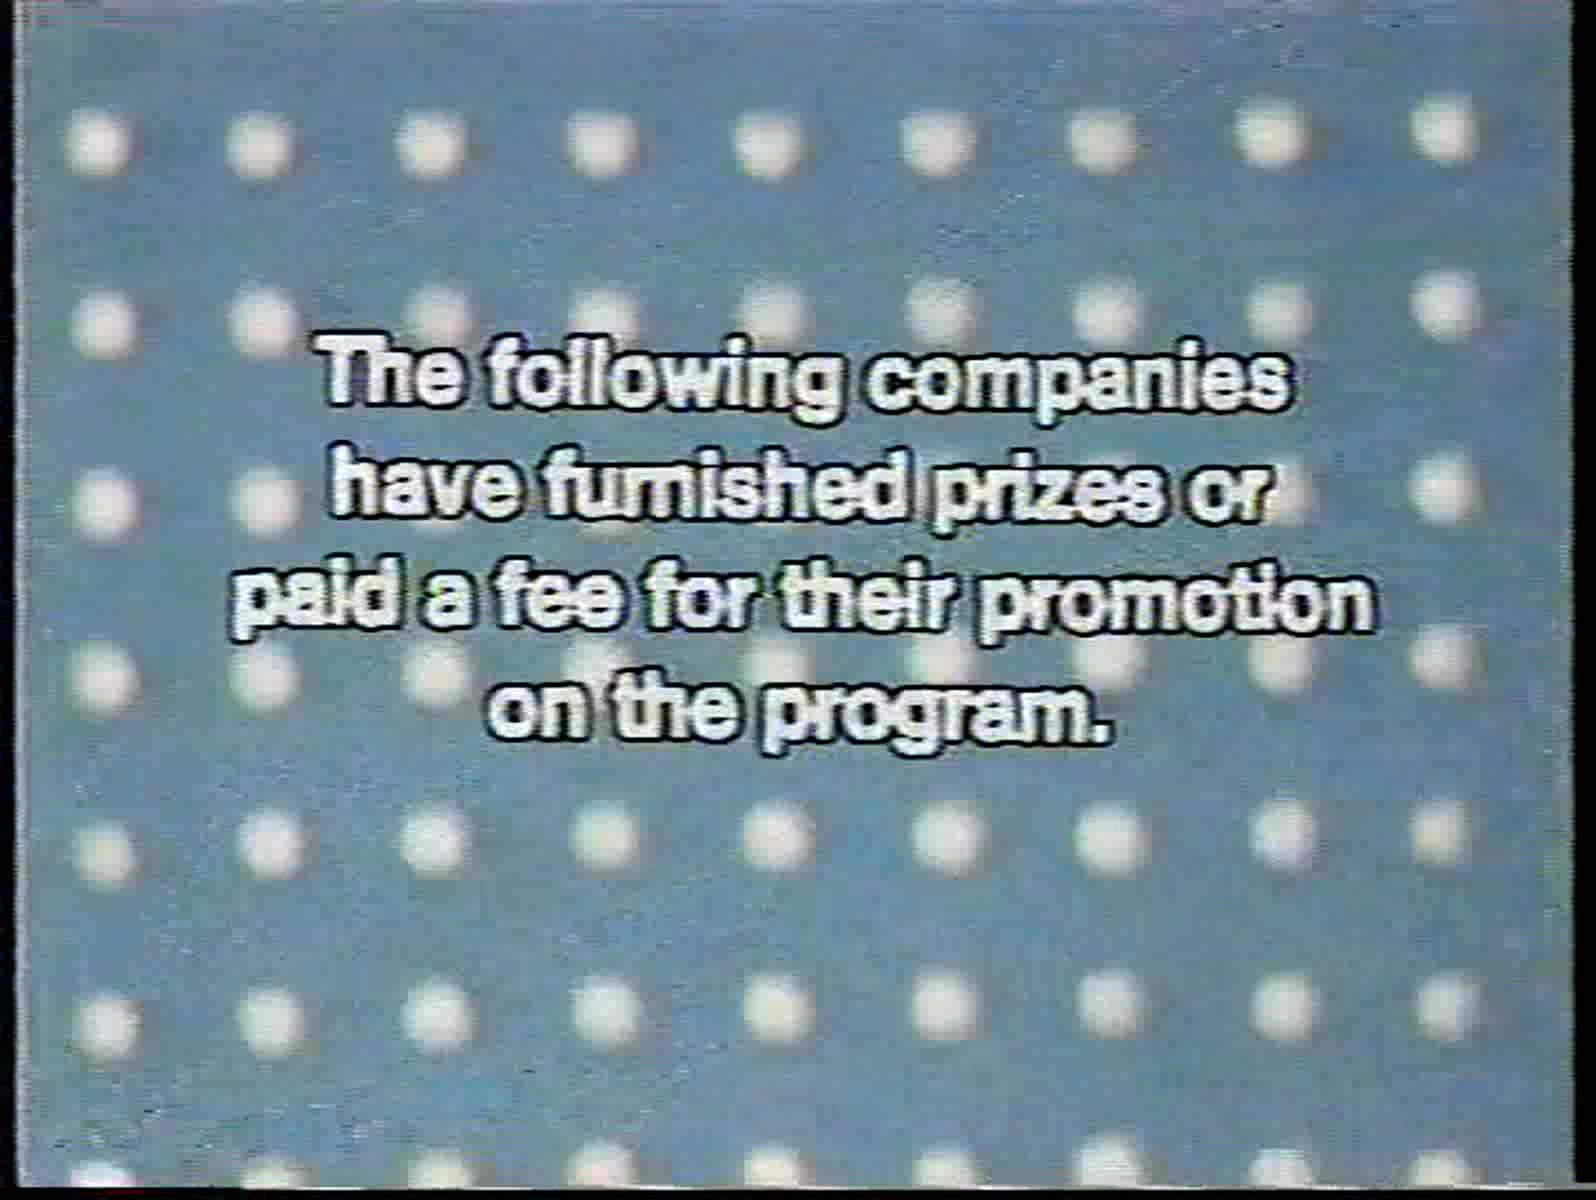 The following companies
have furnished prizes or
paid a fee for their promotion
on the program.